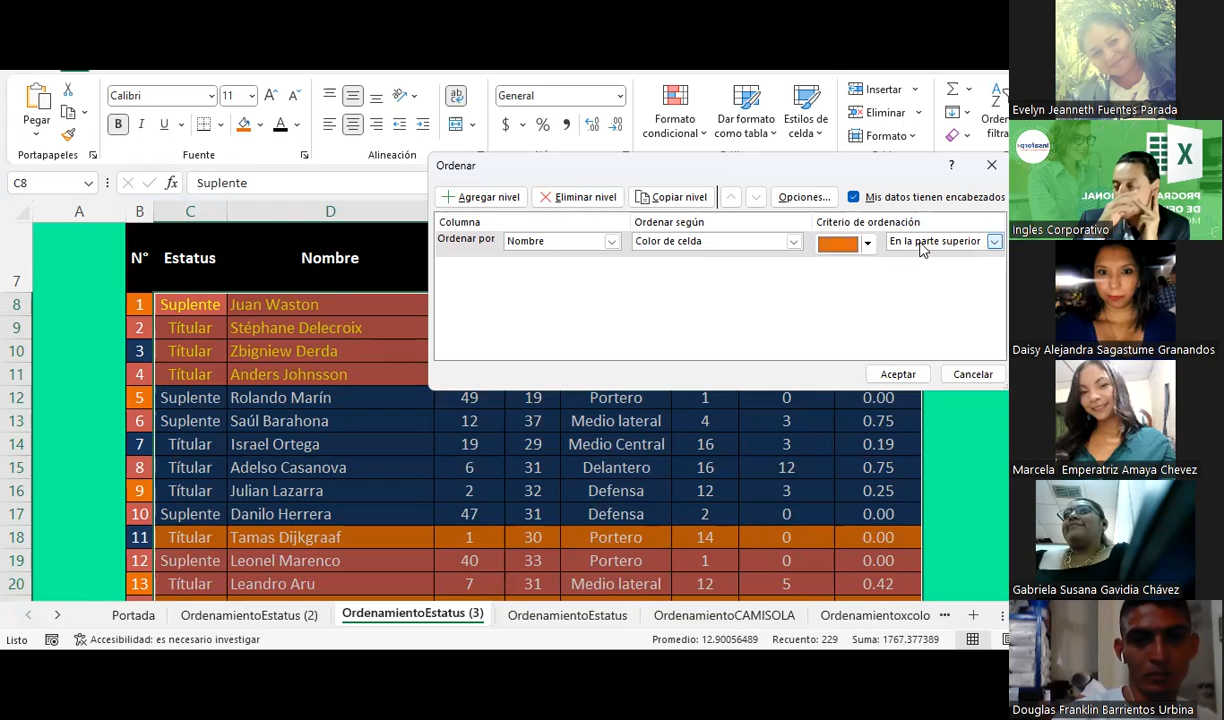 Pegar
Portapapeles
Calibri 11
Fuente
Alineación
General
Formato condicional
Dar formato como tabla
Estilos de celda
Insertar
Eliminar
Formato
Ordenar
filtra
C8 Suplente
Ordenar
Agregar nivel Eliminar nivel Copiar nivel Opciones... Mis datos tienen encabezados
Columna Ordenar según Criterio de ordenación
Ordenar por Nombre Color de celda En la parte superior
Aceptar Cancelar
A B C D
7 N° Estatus Nombre
8 1 Suplente Juan Waston
9 2 Títular Stéphane Delecroix
10 3 Títular Zbigniew Derda
11 4 Títular Anders Johnsson
12 5 Suplente Rolando Marín 49 19 Portero 1 0 0.00
13 6 Suplente Saúl Barahona 12 37 Medio lateral 4 3 0.75
14 7 Títular Israel Ortega 19 29 Medio Central 16 3 0.19
15 8 Títular Adelso Casanova 6 31 Delantero 16 12 0.75
16 9 Títular Julian Lazarra 2 32 Defensa 12 3 0.25
17 10 Suplente Danilo Herrera 47 31 Defensa 2 0 0.00
18 11 Títular Tamas Dijkgraaf 1 30 Portero 14 0 0.00
19 12 Suplente Leonel Marenco 40 33 Portero 1 0 0.00
20 13 Títular Leandro Aru 7 31 Medio lateral 12 5 0.42
Portada OrdenamientoEstatus (2) OrdenamientoEstatus (3) OrdenamientoEstatus OrdenamientoCAMISOLA Ordenamientoxcolo
Listo Accesibilidad: es necesario investigar Promedio: 12.90056489 Recuento: 229 Suma: 1767.377389
Evelyn Jeanneth Fuentes Parada
Ingles Corporativo
Daisy Alejandra Sagastume Granandos
Marcela Emperatriz Amaya Chevez
Gabriela Susana Gavidia Chávez
Douglas Franklin Barrientos Urbina